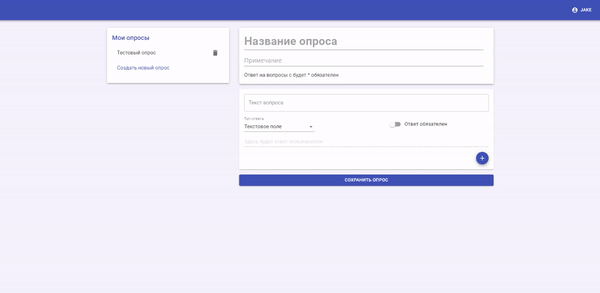 JAKE
Мои опросы
Тестовый опрос
Создать новый опрос
Название опроса
Примечание
Ответ на вопросы с будет * обязателен
Текст вопроса
Тип ответа
Текстовое поле
Ответ обязателен
Здесь будет ответ пользователя
+
СОХРАНИТЬ ОПРОС